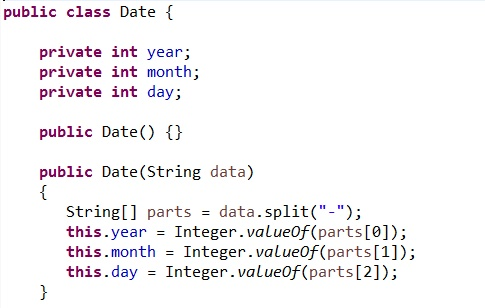 public class Date {
private int year;
private int month;
private int day;
public Date() {}
public Date(String data)
{
String[] parts = data.split("-");
this.year = Integer.valueOf(parts[0]);
this.month = Integer.valueOf(parts[1]);
this.day = Integer.valueOf(parts[2]);
}